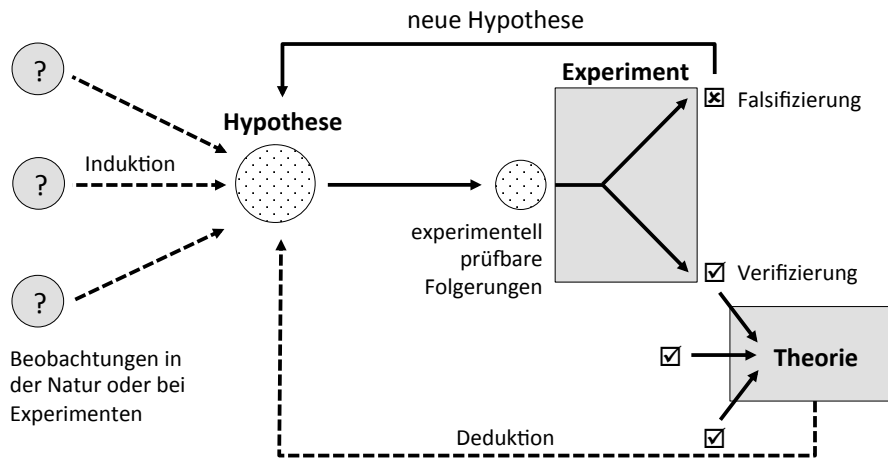 neue Hypothese
?
Experiment
Falsifizierung
Hypothese
Induktion
?
experimentell
prüfbare
Folgerungen
Verifizierung
?
Beobachtungen in
der Natur oder bei
Experimenten
Theorie
Deduktion